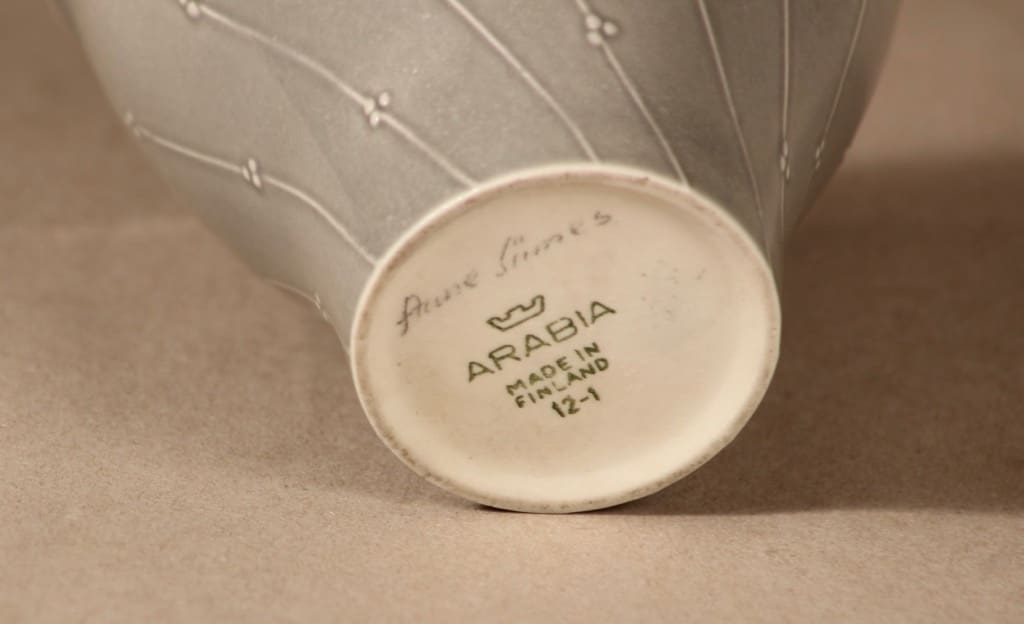 Aune Siimes
ARABIA
MADE IN
FINLAND
12-1